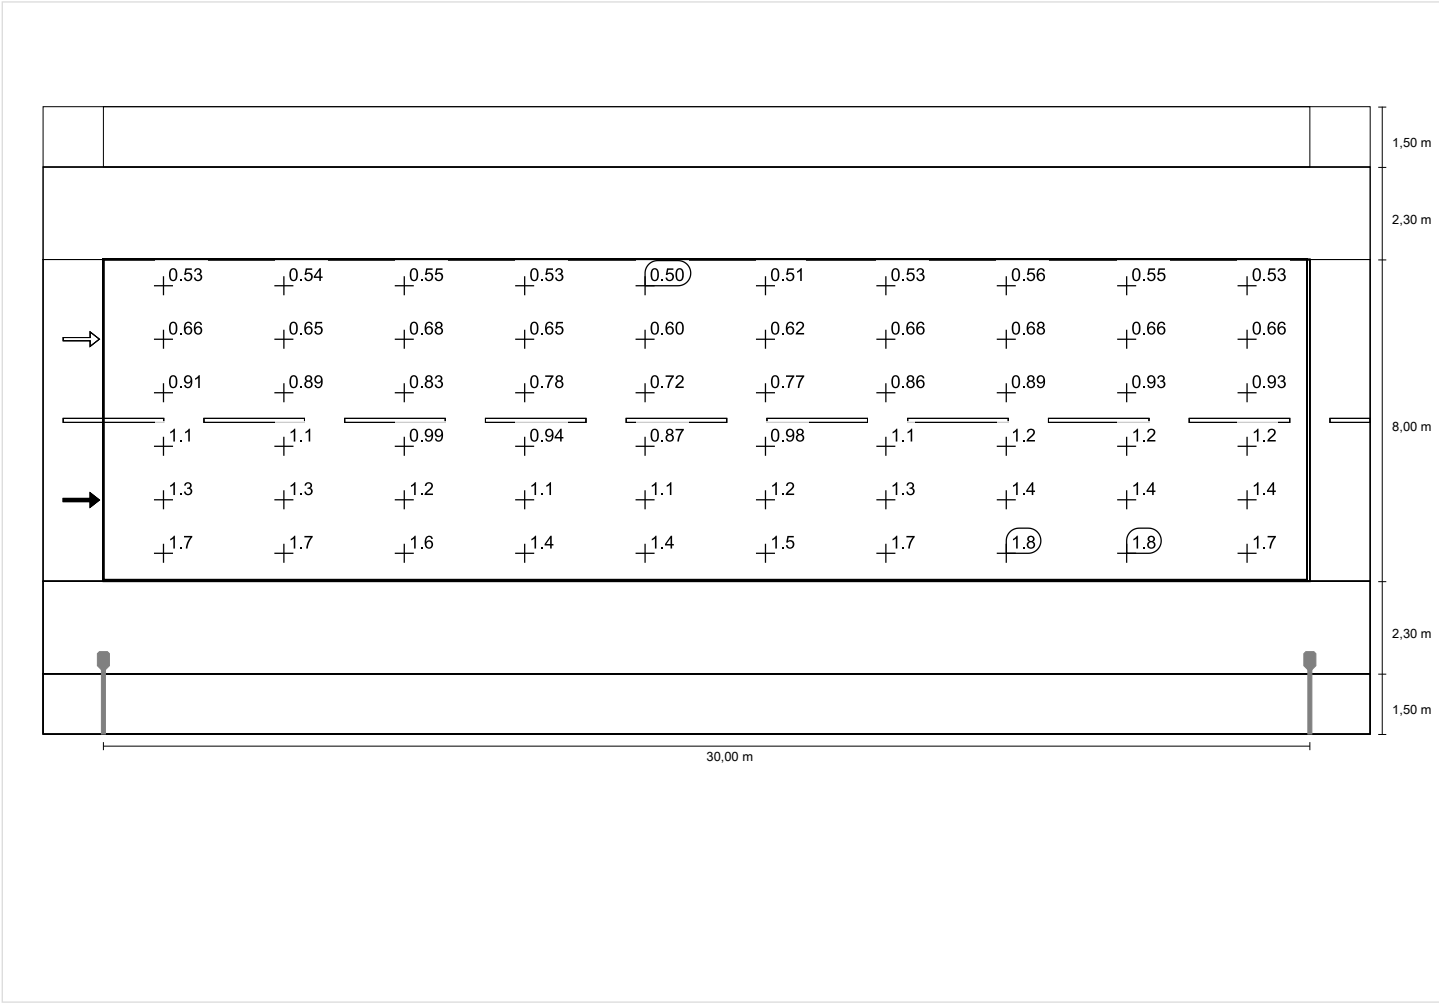 1,50 m
2,30 m
0.53 0.54 0.55 0.53 0.50 0.51 0.53 0.56 0.55 0.53
0.66 0.65 0.68 0.65 0.60 0.62 0.66 0.68 0.66 0.66
0.91 0.89 0.83 0.78 0.72 0.77 0.86 0.89 0.93 0.93
8,00 m
1.1 1.1 0.99 0.94 0.87 0.98 1.1 1.2 1.2 1.2
1.3 1.3 1.2 1.1 1.1 1.2 1.3 1.4 1.4 1.4
1.7 1.7 1.6 1.4 1.4 1.5 1.7 1.8 1.8 1.7
2,30 m
1,50 m
30,00 m